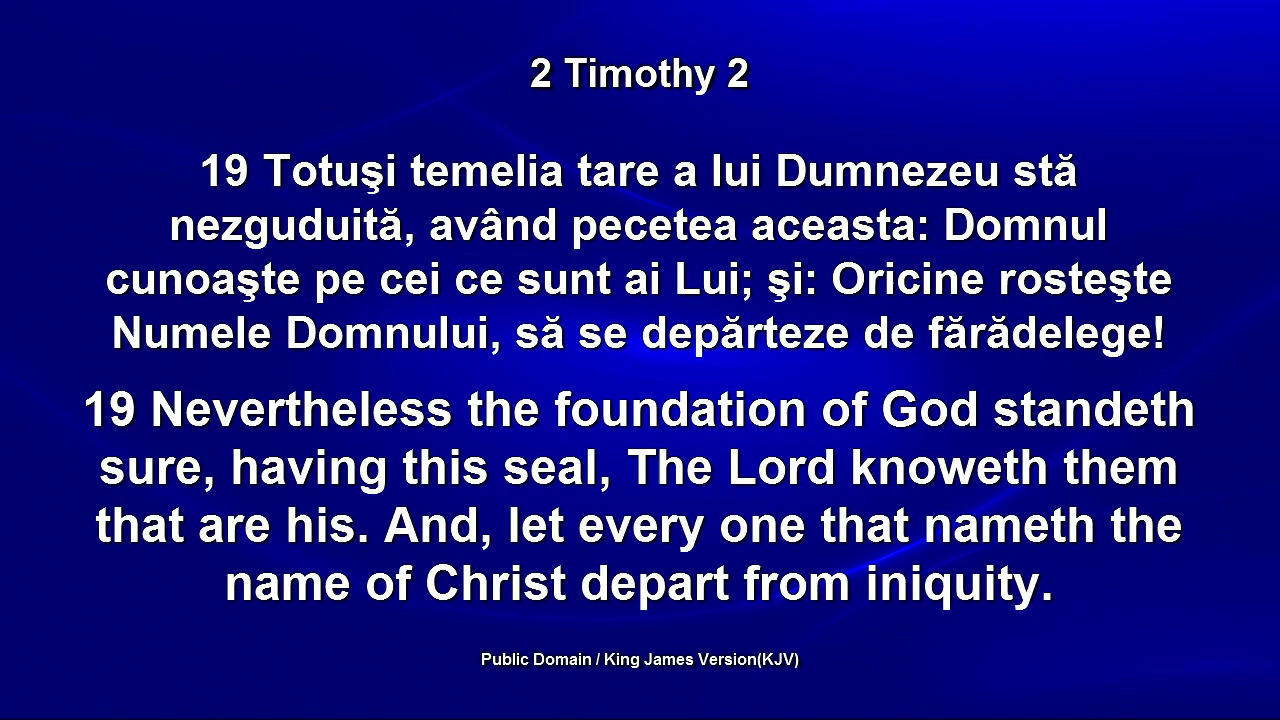 2 Timothy 2
19 Totuşi temelia tare a lui Dumnezeu stă
nezguduită, având pecetea aceasta: Domnul
cunoaşte pe cei ce sunt ai Lui; şi: Oricine rosteşte
Numele Domnului, să se depărteze de fărădelege!
19 Nevertheless the foundation of God standeth
sure, having this seal, The Lord knoweth them
that are his. And, let every one that nameth the
name of Christ depart from iniquity.
Public Domain / King James Version(KJV)